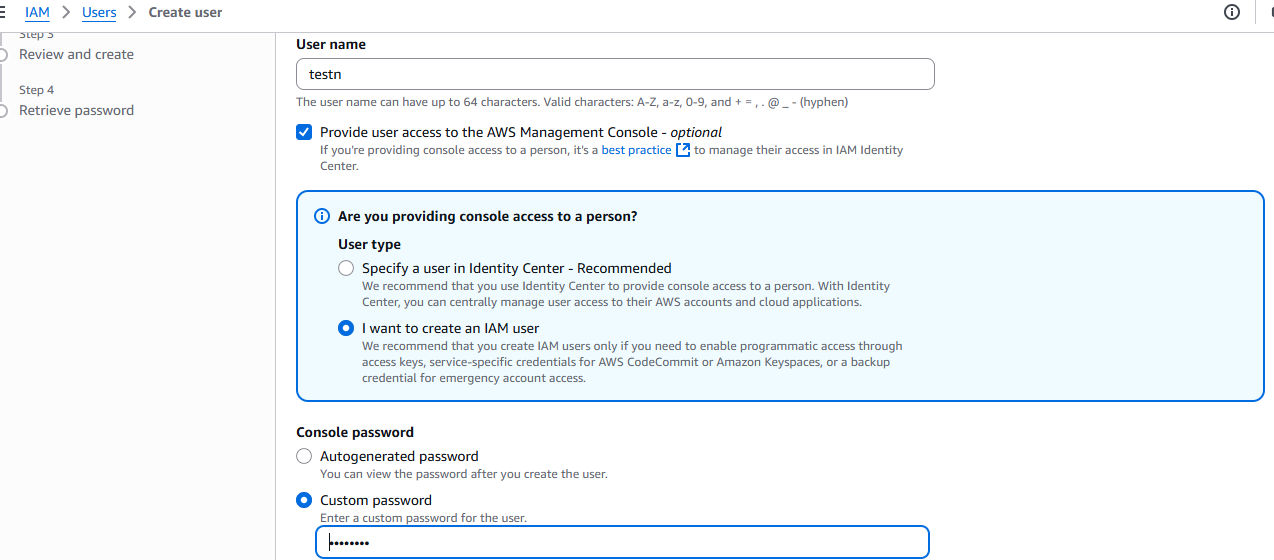 IAM > Users > Create user
Step 3
Review and create
Step 4
Retrieve password
User name
testn
The user name can have up to 64 characters. Valid characters: A-Z, a-z, 0-9, and + = , . @ _ - (hyphen)
Provide user access to the AWS Management Console - optional
If you're providing console access to a person, it's a best practice to manage their access in IAM Identity
Center.
Are you providing console access to a person?
User type
Specify a user in Identity Center - Recommended
We recommend that you use Identity Center to provide console access to a person. With Identity
Center, you can centrally manage user access to their AWS accounts and cloud applications.
I want to create an IAM user
We recommend that you create IAM users only if you need to enable programmatic access through
access keys, service-specific credentials for AWS CodeCommit or Amazon Keyspaces, or a backup
credential for emergency account access.
Console password
Autogenerated password
You can view the password after you create the user.
Custom password
Enter a custom password for the user.
••••••••